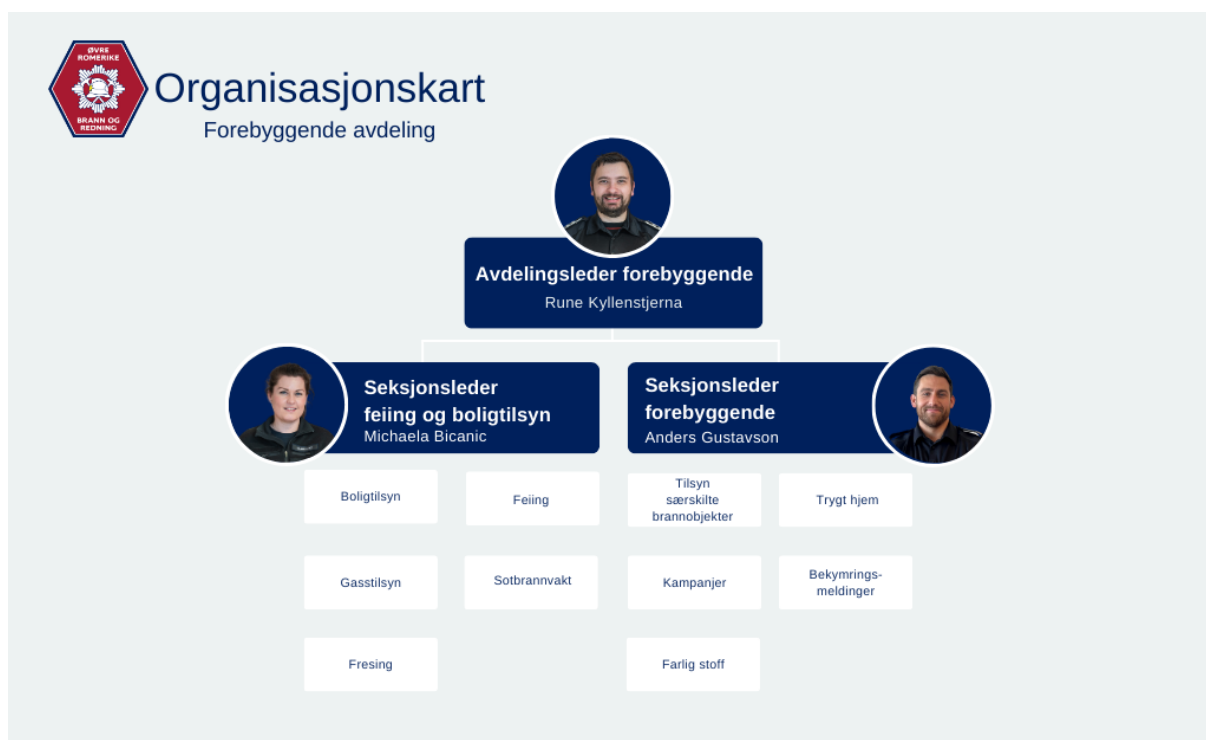 ØVRE
ROMERIKE
BRANN OG
REDNING
Organisasjonskart
Forebyggende avdeling
Avdelingsleder forebyggende
Rune Kyllenstjerna
Seksjonsleder
feiing og boligtilsyn
Michaela Bicanic
Seksjonsleder
forebyggende
Anders Gustavson
Boligtilsyn
Feiing
Tilsyn
særskilte
brannobjekter
Trygt hjem
Gasstilsyn
Sotbrannvakt
Kampanjer
Bekymrings-
meldinger
Fresing
Farlig stoff